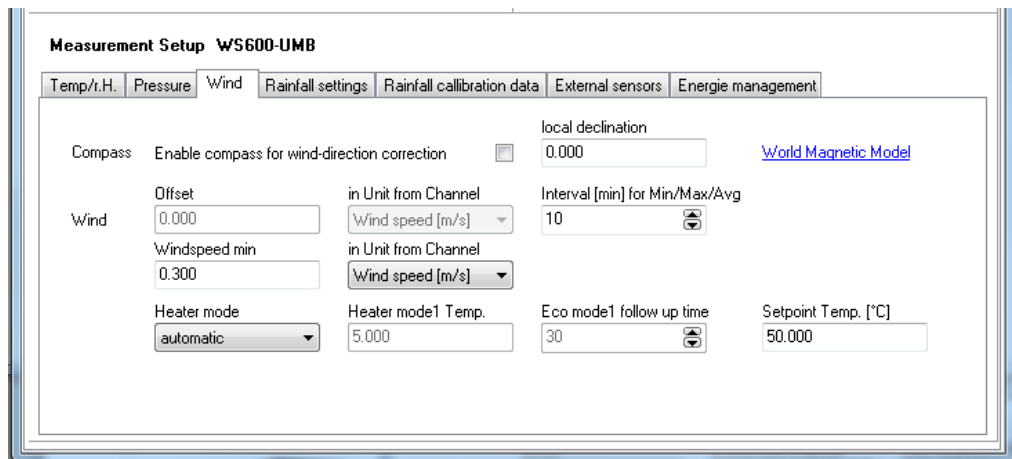 Measurement Setup WS600-UMB
Temp/r.H. Pressure Wind Rainfall settings Rainfall callibration data External sensors Energie management
local declination
Compass Enable compass for wind-direction correction 0.000 World Magnetic Model
Offset in Unit from Channel Interval [min] for Min/Max/Avg
Wind 0.000 Wind speed [m/s] 10
Windspeed min in Unit from Channel
0.300 Wind speed [m/s]
Heater mode Heater mode1 Temp. Eco mode1 follow up time Setpoint Temp. [°C]
automatic 5.000 30 50.000